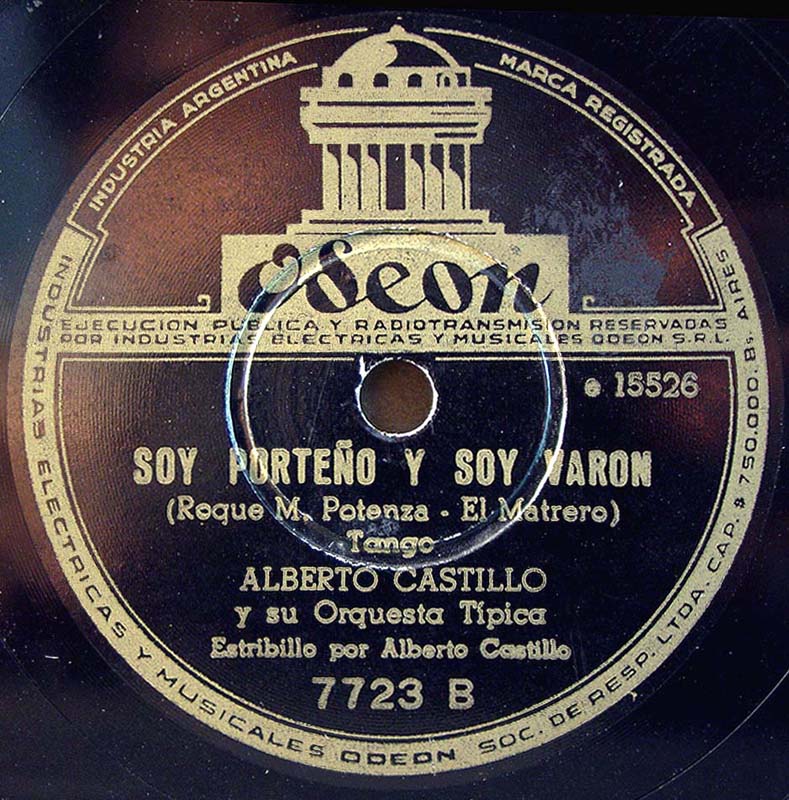 INDUSTRIA ARGENTINA
MARCA REGISTRADA
Odeon
EJECUCION PUBLICA Y RADIOTRANSMISION RESERVADAS
POR INDUSTRIAS ELECTRICAS Y MUSICALES ODEON S.R.L.
e 15526
SOY PORTEÑO Y SOY VARON
(Roque M. Potenza - El Matrero)
Tango
ALBERTO CASTILLO
y su Orquesta Típica
Estribillo por Alberto Castillo
7723 B
INDUSTRIAS ELECTRICAS Y MUSICALES ODEON SOC. DE RESP. LTDA. CAP. $ 750.000. Bs. AIRES